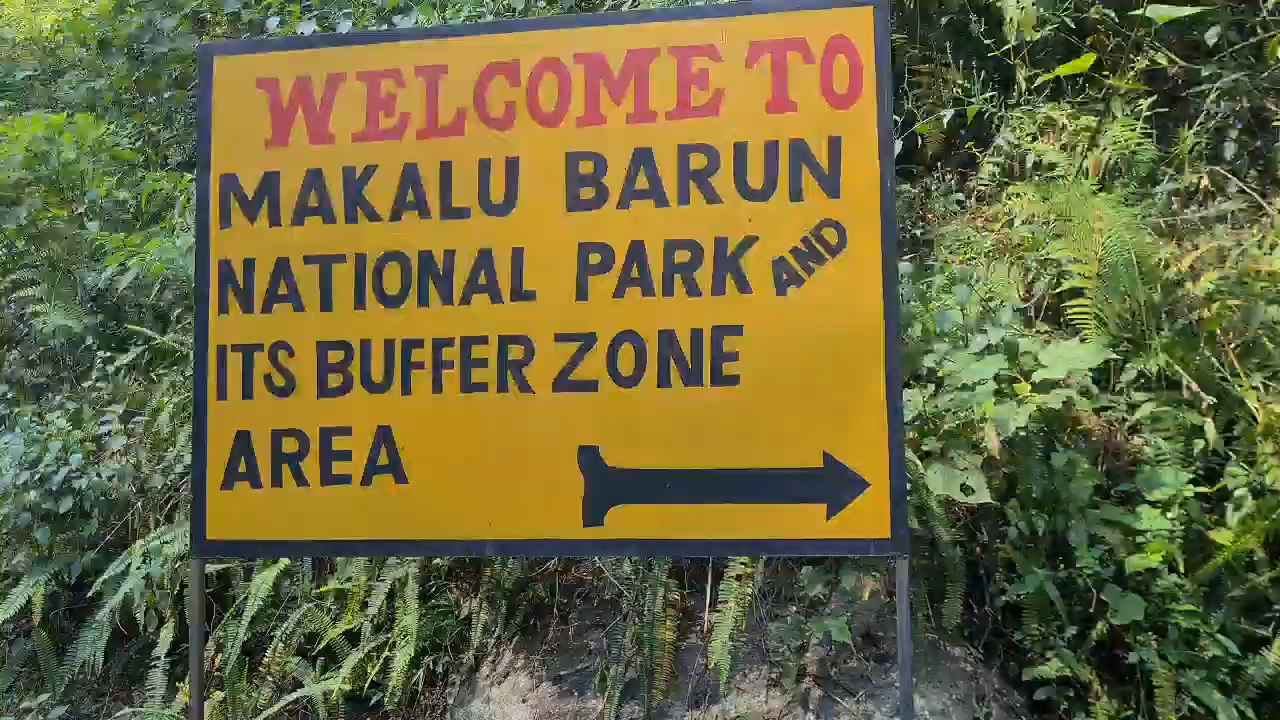 WELCOME TO
MAKALU BARUN
NATIONAL PARK AND
ITS BUFFER ZONE
AREA